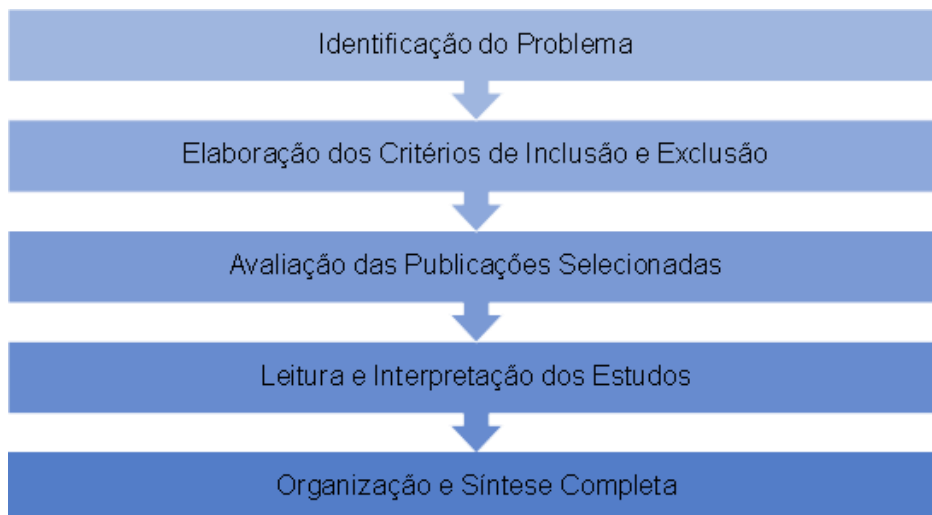 Identificação do Problema
Elaboração dos Critérios de Inclusão e Exclusão
Avaliação das Publicações Selecionadas
Leitura e Interpretação dos Estudos
Organização e Síntese Completa